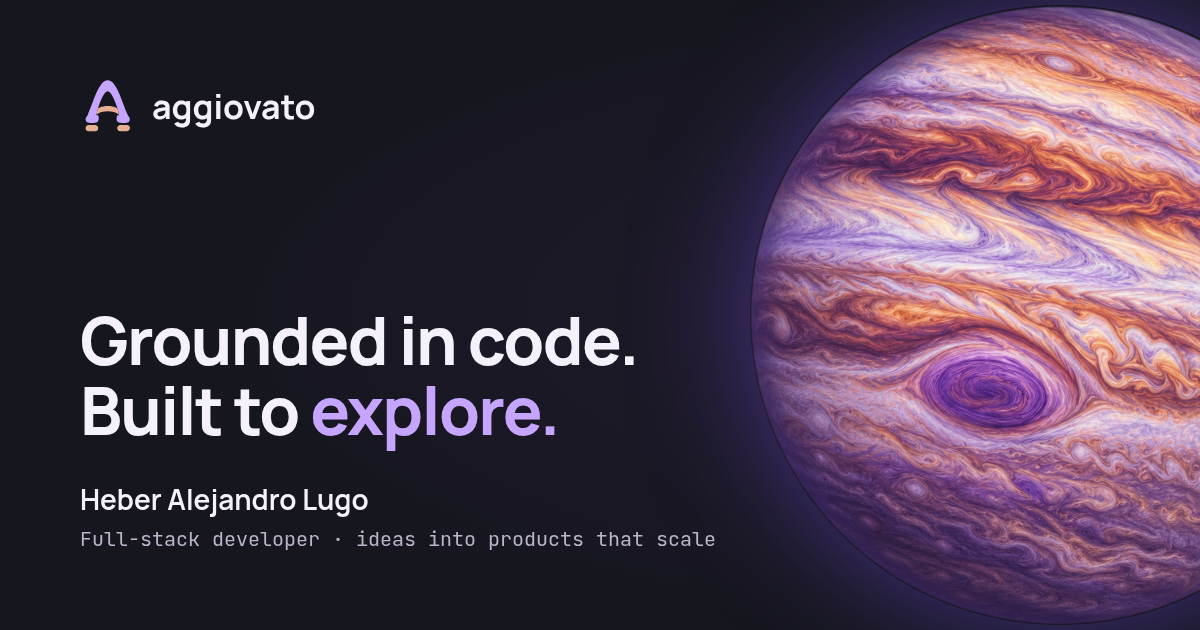 aggiovato
Grounded in code.
Built to explore.
Heber Alejandro Lugo
Full-stack developer · ideas into products that scale